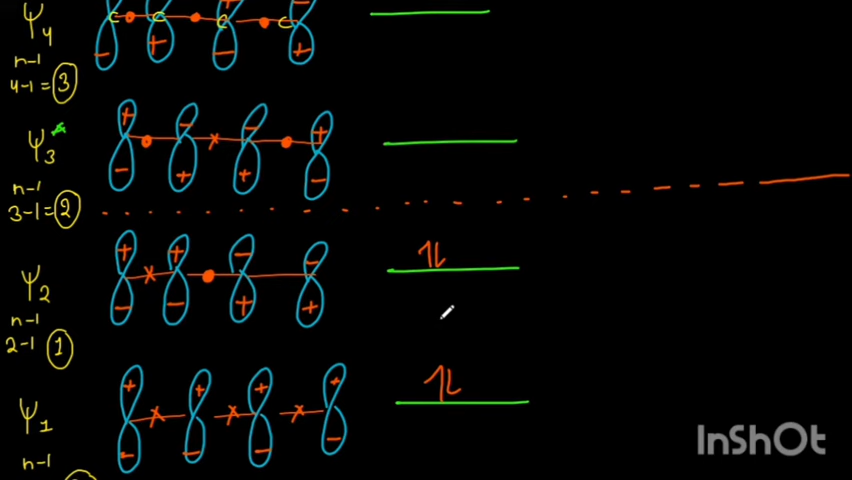 ψ4
C C C C
+ -
- + - +
n-1
4-1=3
+ - - +
ψ3*
- + + -
n-1
3-1=2
+ + - -
ψ2
- - + +
n-1
2-1 1
+ + + +
ψ1
- - - -
n-1
InShOt